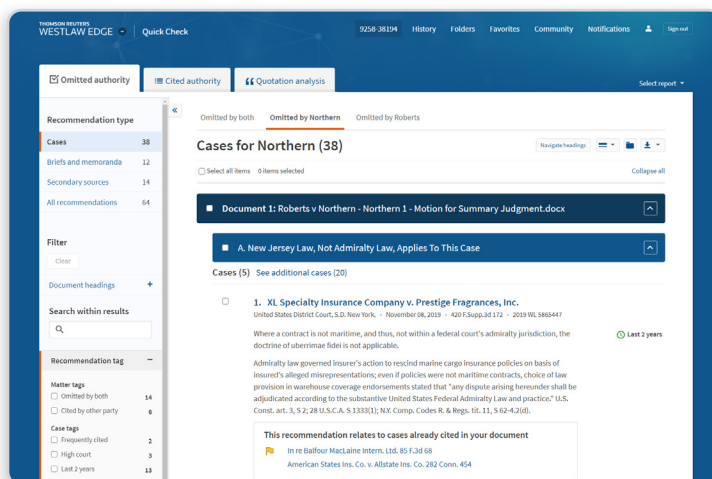 THOMSON REUTERS
WESTLAW EDGE
Quick Check
9258-38194
History
Folders
Favorites
Community
Notifications
Sign out
Omitted authority
Cited authority
Quotation analysis
Select report
Recommendation type
Cases 38
Briefs and memoranda 12
Secondary sources 14
All recommendations 64
Filter
Clear
Document headings +
Search within results
Recommendation tag –
Matter tags
Omitted by both 14
Cited by other party 6
Case tags
Frequently cited 2
High court 3
Last 2 years 13
Omitted by both
Omitted by Northern
Omitted by Roberts
Cases for Northern (38)
Navigate headings
Select all items 0 items selected
Collapse all
Document 1: Roberts v Northern - Northern 1 - Motion for Summary Judgment.docx
A. New Jersey Law, Not Admiralty Law, Applies To This Case
Cases (5) See additional cases (20)
1. XL Specialty Insurance Company v. Prestige Fragrances, Inc.
United States District Court, S.D. New York. • November 08, 2019 • 420 F.Supp.3d 172 • 2019 WL 5865447
Where a contract is not maritime, and thus, not within a federal court's admiralty jurisdiction, the
doctrine of uberrimae fidei is not applicable.
Last 2 years
Admiralty law governed insurer's action to rescind marine cargo insurance policies on basis of
insured's alleged misrepresentations; even if policies were not maritime contracts, choice of law
provision in warehouse coverage endorsements stated that "any dispute arising hereunder shall be
adjudicated according to the substantive United States Federal Admiralty Law and practice." U.S.
Const. art. 3, S 2; 28 U.S.C.A. S 1333(1); N.Y. Comp. Codes R. & Regs. tit. 11, S 62-4.2(d).
This recommendation relates to cases already cited in your document
In re Balfour MacLaine Intern. Ltd. 85 F.3d 68
American States Ins. Co. v. Allstate Ins. Co. 282 Conn. 454